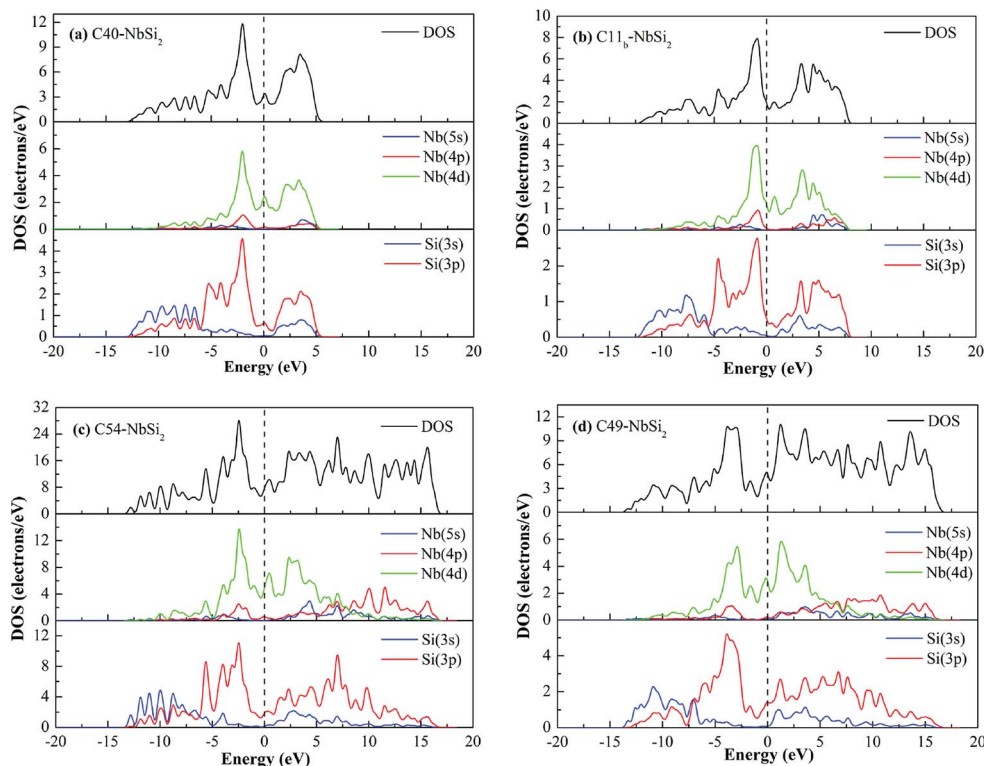 (a) C40-NbSi2
DOS
12
9
6
3
0
Nb(5s)
Nb(4p)
Nb(4d)
6
4
2
0
Si(3s)
Si(3p)
4
3
2
1
0
DOS (electrons/eV)
-20 -15 -10 -5 0 5 10 15 20
Energy (eV)
(b) C11b-NbSi2
DOS
10
8
6
4
2
0
Nb(5s)
Nb(4p)
Nb(4d)
4
3
2
1
0
Si(3s)
Si(3p)
2
1
0
DOS (electrons/eV)
-20 -15 -10 -5 0 5 10 15 20
Energy (eV)
(c) C54-NbSi2
DOS
32
24
16
8
0
Nb(5s)
Nb(4p)
Nb(4d)
12
8
4
0
Si(3s)
Si(3p)
12
8
4
0
DOS (electrons/eV)
-20 -15 -10 -5 0 5 10 15 20
Energy (eV)
(d) C49-NbSi2
DOS
12
9
6
3
0
Nb(5s)
Nb(4p)
Nb(4d)
6
4
2
0
Si(3s)
Si(3p)
4
2
0
DOS (electrons/eV)
-20 -15 -10 -5 0 5 10 15 20
Energy (eV)